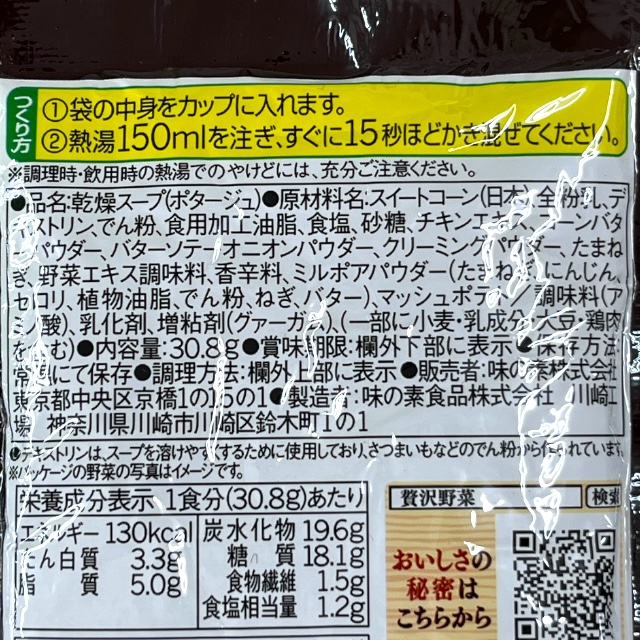 つくり方
①袋の中身をカップに入れます。
②熱湯150mlを注ぎ、すぐに15秒ほどかき混ぜてください。
※調理時・飲用時の熱湯でのやけどには、充分ご注意ください。
品名:乾燥スープ(ポタージュ)●原材料名:スイートコーン(日本)、全粉乳、デ
キストリン、でん粉、食用加工油脂、食塩、砂糖、チキンエキス、コーンバタ
ーパウダー、バターソテーオニオンパウダー、クリーミングパウダー、たまね
ぎ、野菜エキス調味料、香辛料、ミルポアパウダー(たまねぎ、にんじん、
セロリ、植物油脂、でん粉、ねぎ、バター)、マッシュポテト/調味料(ア
ミノ酸)、乳化剤、増粘剤(グァーガム)、(一部に小麦・乳成分・大豆・鶏肉
を含む)●内容量:30.8g●賞味期限:欄外下部に表示●保存方法:
常温にて保存●調理方法:欄外上部に表示●販売者:味の素株式会社
東京都中央区京橋1の15の1●製造者:味の素食品株式会社 川崎工
場 神奈川県川崎市川崎区鈴木町1の1
●デキストリンは、スープを溶けやすくするために使用しており、さつまいもなどのでん粉から作られています。
※パッケージの野菜の写真はイメージです。
栄養成分表示 1食分(30.8g)あたり
エネルギー 130kcal
たん白質 3.3g
脂質 5.0g
炭水化物 19.6g
糖質 18.1g
食物繊維 1.5g
食塩相当量 1.2g
贅沢野菜 検索
おいしさの
秘密は
こちらから